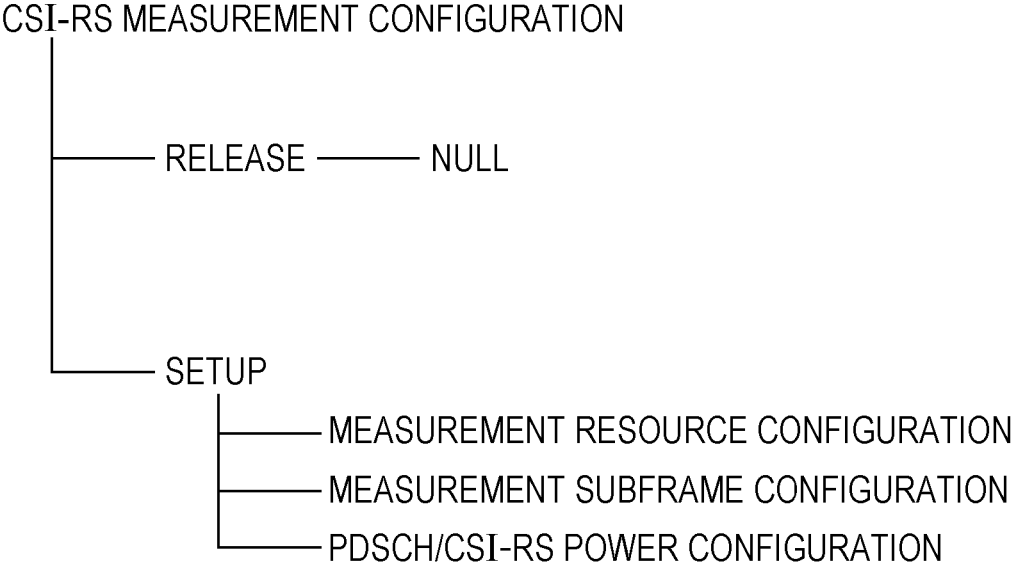 CSI-RS MEASUREMENT CONFIGURATION
RELEASE NULL
SETUP
MEASUREMENT RESOURCE CONFIGURATION
MEASUREMENT SUBFRAME CONFIGURATION
PDSCH/CSI-RS POWER CONFIGURATION